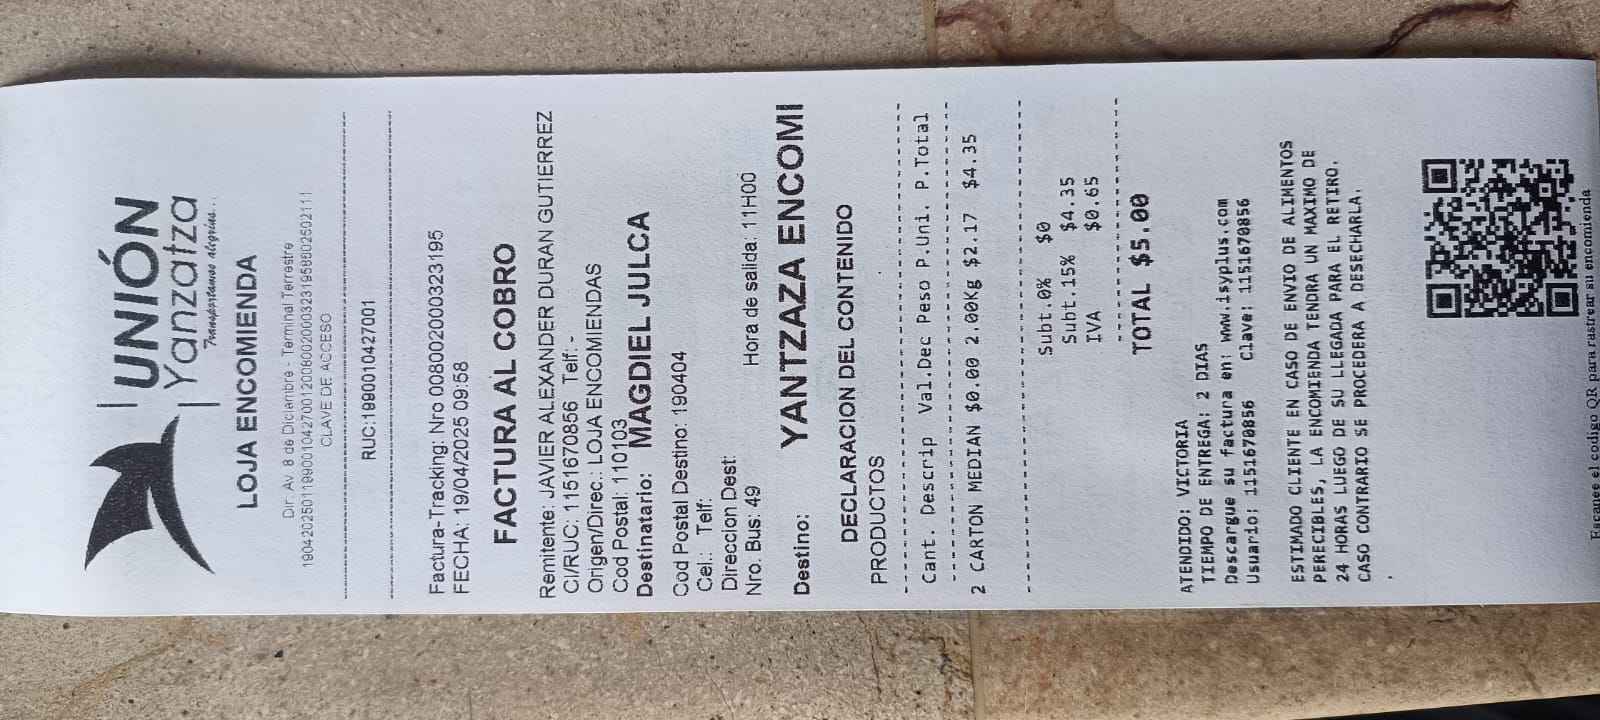 UNIÓN
Yanzatza
Transportamos alegrías...
LOJA ENCOMIENDA
Dir. Av. 8 de Diciembre - Terminal Terrestre
CLAVE DE ACCESO
RUC:1990010427001
Factura-Tracking: Nro 008002000323195
FECHA: 19/04/2025 09:58
FACTURA AL COBRO
Remitente: JAVIER ALEXANDER DURAN GUTIERREZ
CI/RUC: 1151670856 Telf: -
Origen/Direc.: LOJA ENCOMIENDAS
Cod Postal: 110103
Destinatario: MAGDIEL JULCA
Cod Postal Destino: 190404
Cel.: Telf:
Direccion Dest:
Nro. Bus: 49 Hora de salida: 11H00
Destino: YANTZAZA ENCOMI
DECLARACION DEL CONTENIDO
PRODUCTOS
Cant. Descrip Val.Dec Peso P.Uni. P.Total
2 CARTON MEDIAN $0.00 2.00Kg $2.17 $4.35
Subt.0% $0
Subt.15% $4.35
IVA $0.65
TOTAL $5.00
ATENDIDO: VICTORIA
TIEMPO DE ENTREGA: 2 DIAS
Descargue su factura en: www.isyplus.com
Usuario: 1151670856 Clave: 1151670856
ESTIMADO CLIENTE EN CASO DE ENVIO DE ALIMENTOS
PERECIBLES, LA ENCOMIENDA TENDRA UN MAXIMO DE
24 HORAS LUEGO DE SU LLEGADA PARA EL RETIRO.
CASO CONTRARIO SE PROCEDERA A DESECHARLA.
.
Escanee el codigo QR para rastrear su encomienda